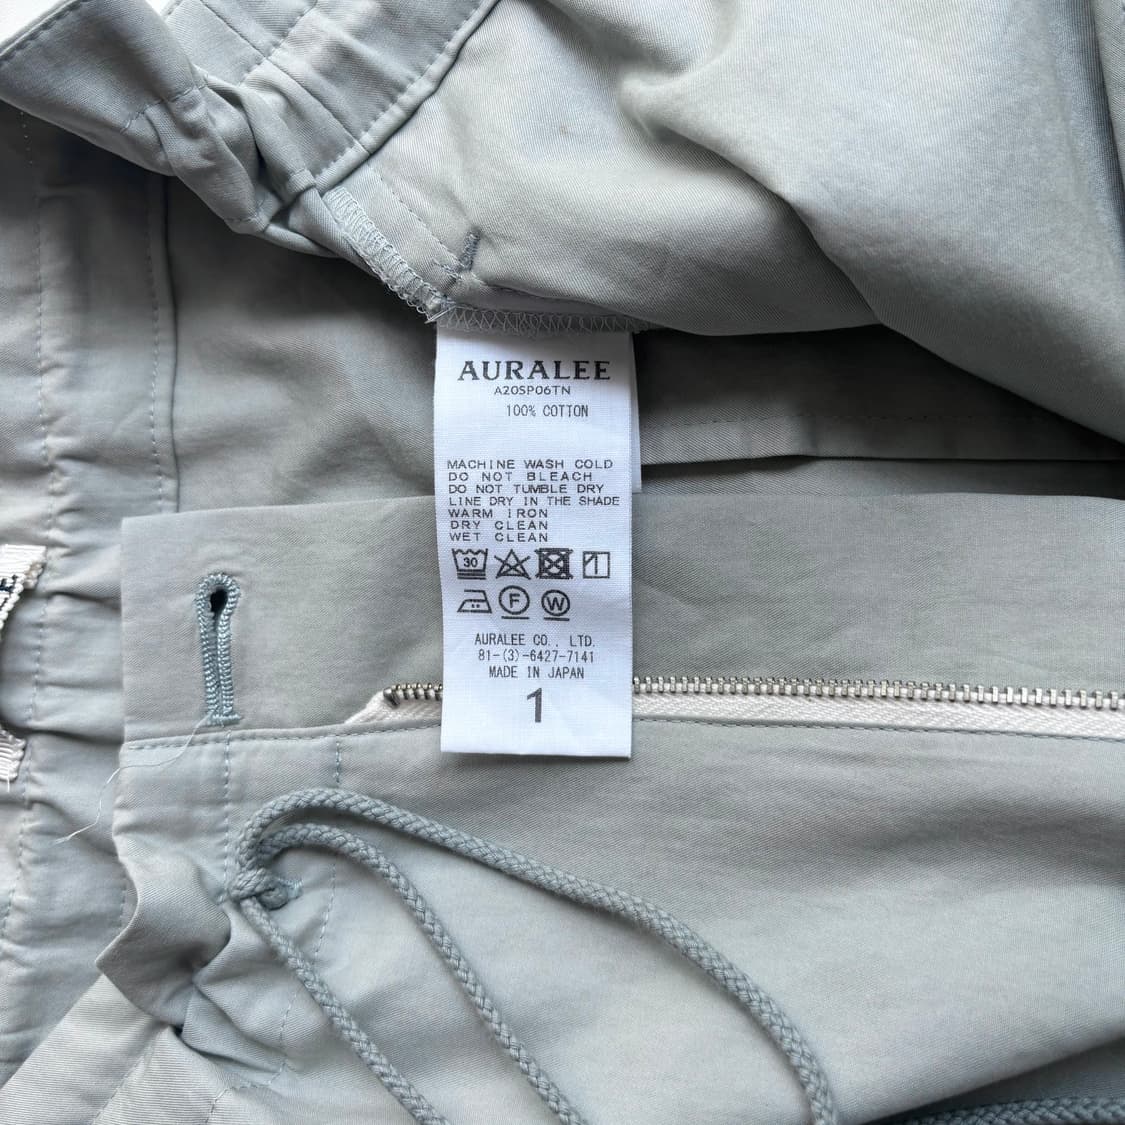 AURALEE
A20SP06TN
100% COTTON
MACHINE WASH COLD
DO NOT BLEACH
DO NOT TUMBLE DRY
LINE DRY IN THE SHADE
WARM IRON
DRY CLEAN
WET CLEAN
30
F W
AURALEE CO., LTD.
81-(3)-6427-7141
MADE IN JAPAN
1